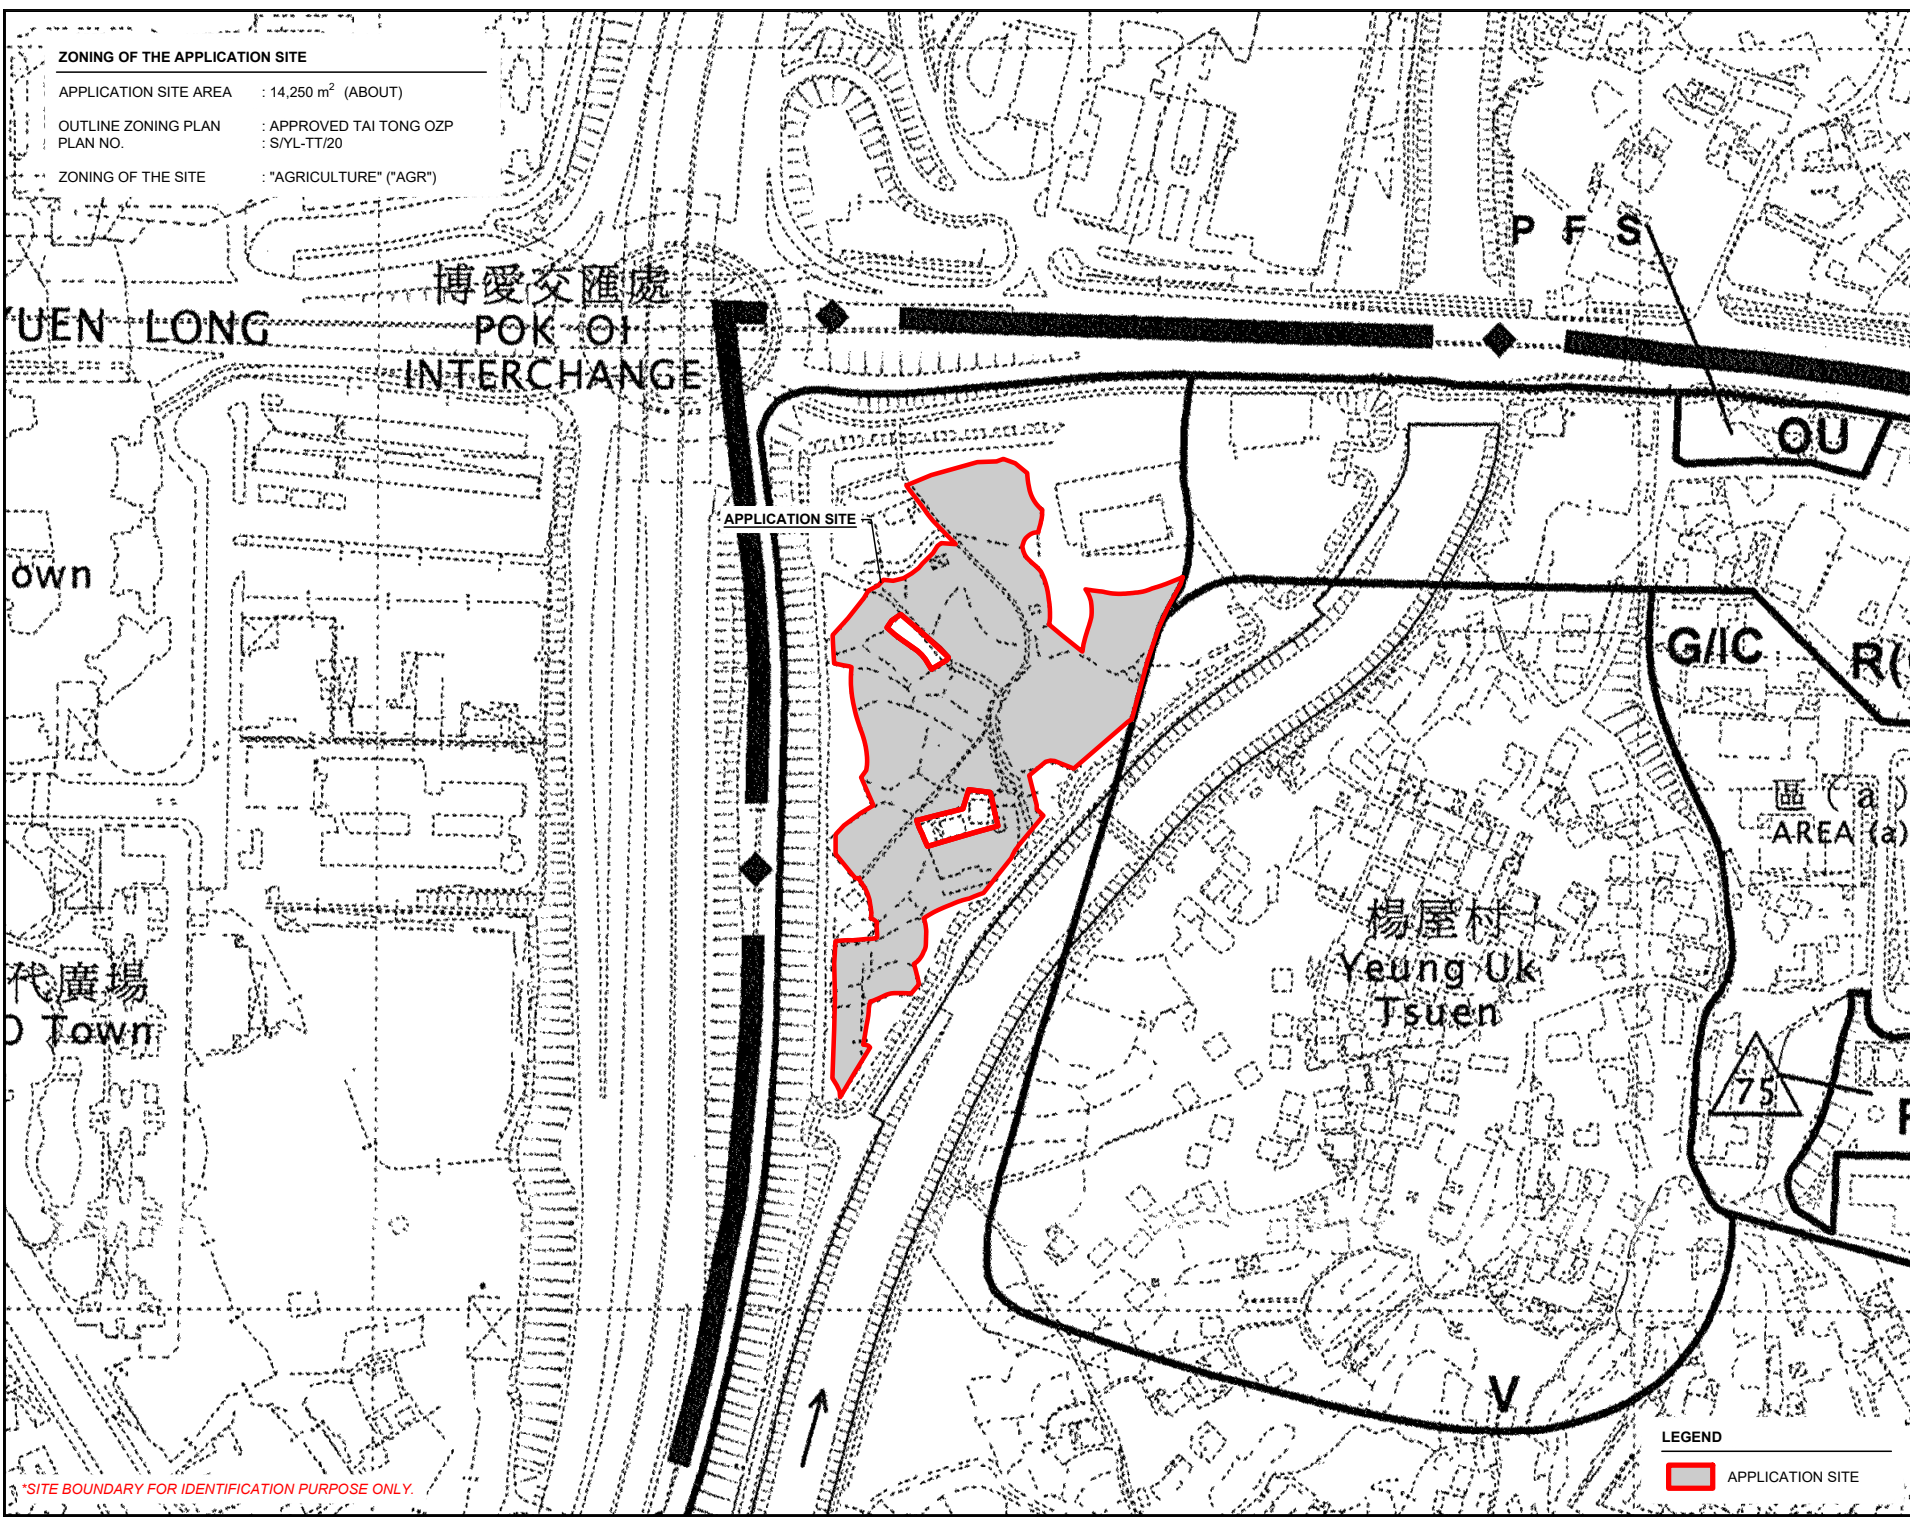 ZONING OF THE APPLICATION SITE
APPLICATION SITE AREA : 14,250 m² (ABOUT)
OUTLINE ZONING PLAN : APPROVED TAI TONG OZP
PLAN NO. : S/YL-TT/20
ZONING OF THE SITE : "AGRICULTURE" ("AGR")
P F S
博愛交匯處
YUEN LONG
POK OI
INTERCHANGE
OU
APPLICATION SITE
own
G/IC
R(
區 ( a )
AREA (a)
楊屋村
Yeung Uk
Tsuen
代廣場
O Town
75
V
LEGEND
APPLICATION SITE
*SITE BOUNDARY FOR IDENTIFICATION PURPOSE ONLY.